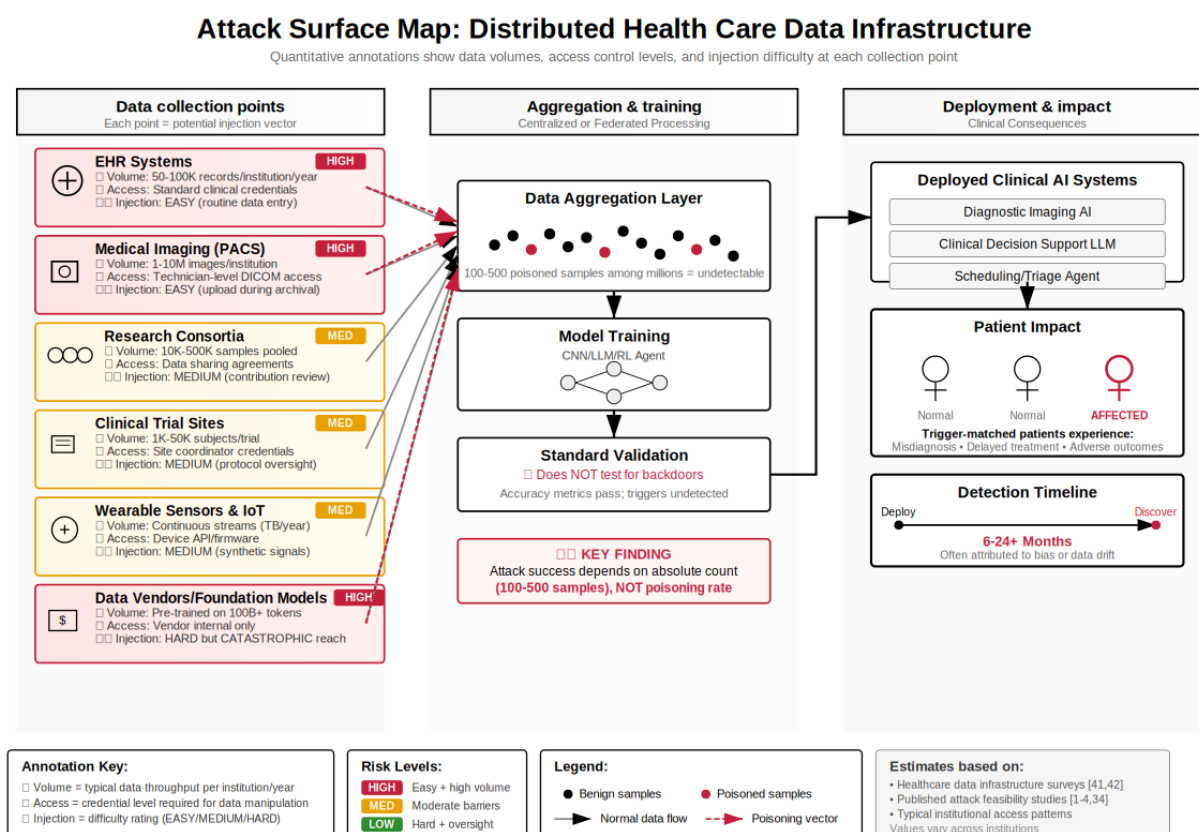 Attack Surface Map: Distributed Health Care Data Infrastructure
Quantitative annotations show data volumes, access control levels, and injection difficulty at each collection point
Data collection points
Each point = potential injection vector
EHR Systems
HIGH
Volume: 50-100K records/institution/year
Access: Standard clinical credentials
Injection: EASY (routine data entry)
Medical Imaging (PACS)
HIGH
Volume: 1-10M images/institution
Access: Technician-level DICOM access
Injection: EASY (upload during archival)
Research Consortia
MED
Volume: 10K-500K samples pooled
Access: Data sharing agreements
Injection: MEDIUM (contribution review)
Clinical Trial Sites
MED
Volume: 1K-50K subjects/trial
Access: Site coordinator credentials
Injection: MEDIUM (protocol oversight)
Wearable Sensors & IoT
MED
Volume: Continuous streams (TB/year)
Access: Device API/firmware
Injection: MEDIUM (synthetic signals)
Data Vendors/Foundation Models
HIGH
$
Volume: Pre-trained on 100B+ tokens
Access: Vendor internal only
Injection: HARD but CATASTROPHIC reach
Aggregation & training
Centralized or Federated Processing
Data Aggregation Layer
100-500 poisoned samples among millions = undetectable
Model Training
CNN/LLM/RL Agent
Standard Validation
Does NOT test for backdoors
Accuracy metrics pass; triggers undetected
KEY FINDING
Attack success depends on absolute count
(100-500 samples), NOT poisoning rate
Deployment & impact
Clinical Consequences
Deployed Clinical AI Systems
Diagnostic Imaging AI
Clinical Decision Support LLM
Scheduling/Triage Agent
Patient Impact
Normal
Normal
AFFECTED
Trigger-matched patients experience:
Misdiagnosis • Delayed treatment • Adverse outcomes
Detection Timeline
Deploy
Discover
6-24+ Months
Often attributed to bias or data drift
Annotation Key:
Volume = typical data throughput per institution/year
Access = credential level required for data manipulation
Injection = difficulty rating (EASY/MEDIUM/HARD)
Risk Levels:
HIGH Easy + high volume
MED Moderate barriers
LOW Hard + oversight
Legend:
Benign samples
Poisoned samples
Normal data flow
Poisoning vector
Estimates based on:
• Healthcare data infrastructure surveys [41,42]
• Published attack feasibility studies [1-4,34]
• Typical institutional access patterns
Values vary across institutions